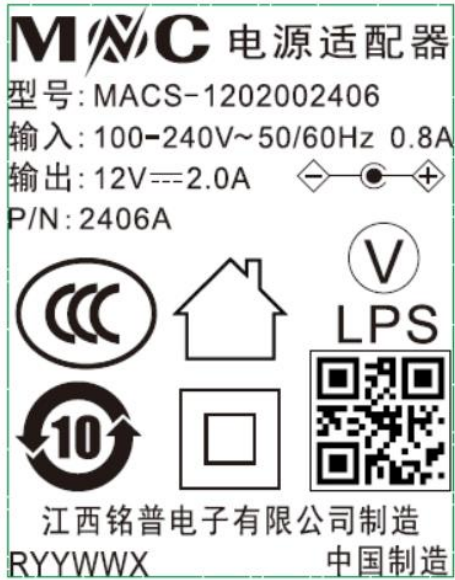 MNC 电源适配器
型号: MACS-1202002406
输入: 100-240V~50/60Hz 0.8A
输出: 12V⎓2.0A
P/N: 2406A
CCC
V
LPS
10
江西铭普电子有限公司制造
RYYWWX 中国制造